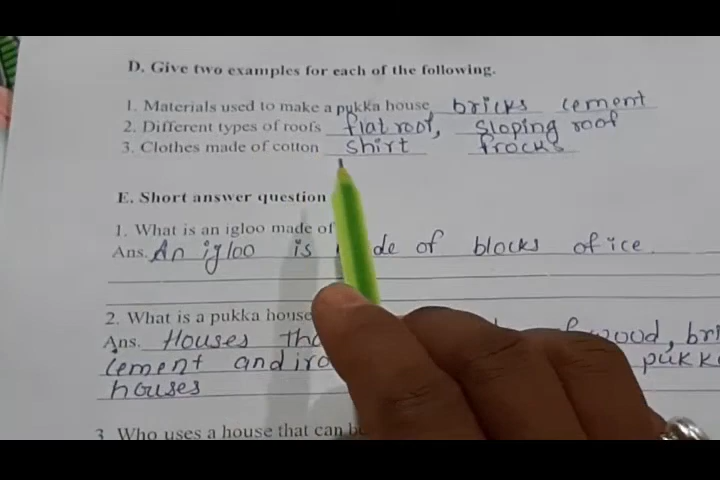 D. Give two examples for each of the following.
1. Materials used to make a pukka house bricks cement
2. Different types of roofs flat roof, sloping roof
3. Clothes made of cotton shirt frocks
E. Short answer question
1. What is an igloo made of
Ans. An igloo is de of blocks of ice.
2. What is a pukka house
Ans. Houses tha of wood, bri
cement and iro pukka
houses
3. Who uses a house that can be